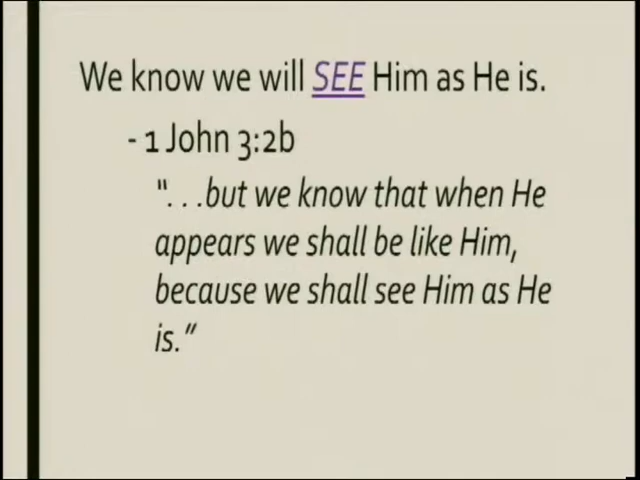 We know we will SEE Him as He is.
- 1 John 3:2b
". . .but we know that when He
appears we shall be like Him,
because we shall see Him as He
is."